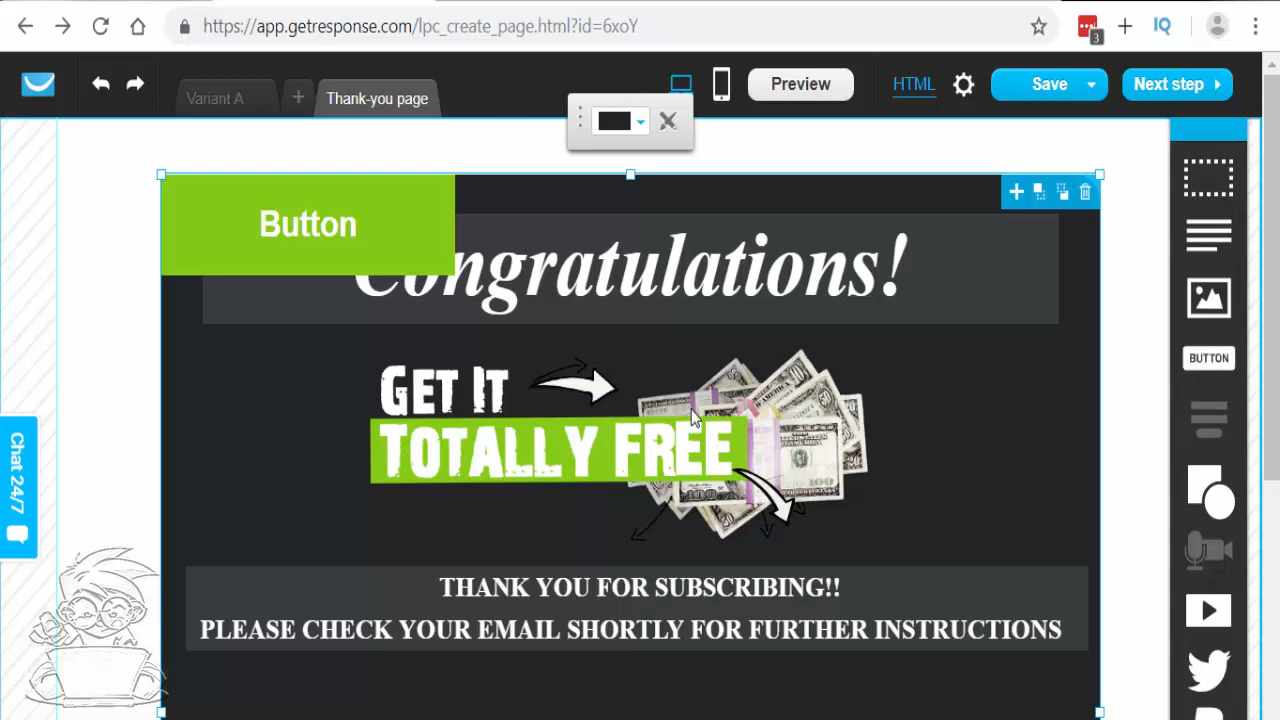 https://app.getresponse.com/lpc_create_page.html?id=6xoY
3
IQ
Variant A
+
Thank-you page
Preview
HTML
Save
Next step
Button
Congratulations!
GET IT
TOTALLY FREE
THANK YOU FOR SUBSCRIBING!!
PLEASE CHECK YOUR EMAIL SHORTLY FOR FURTHER INSTRUCTIONS
BUTTON
Chat 24/7